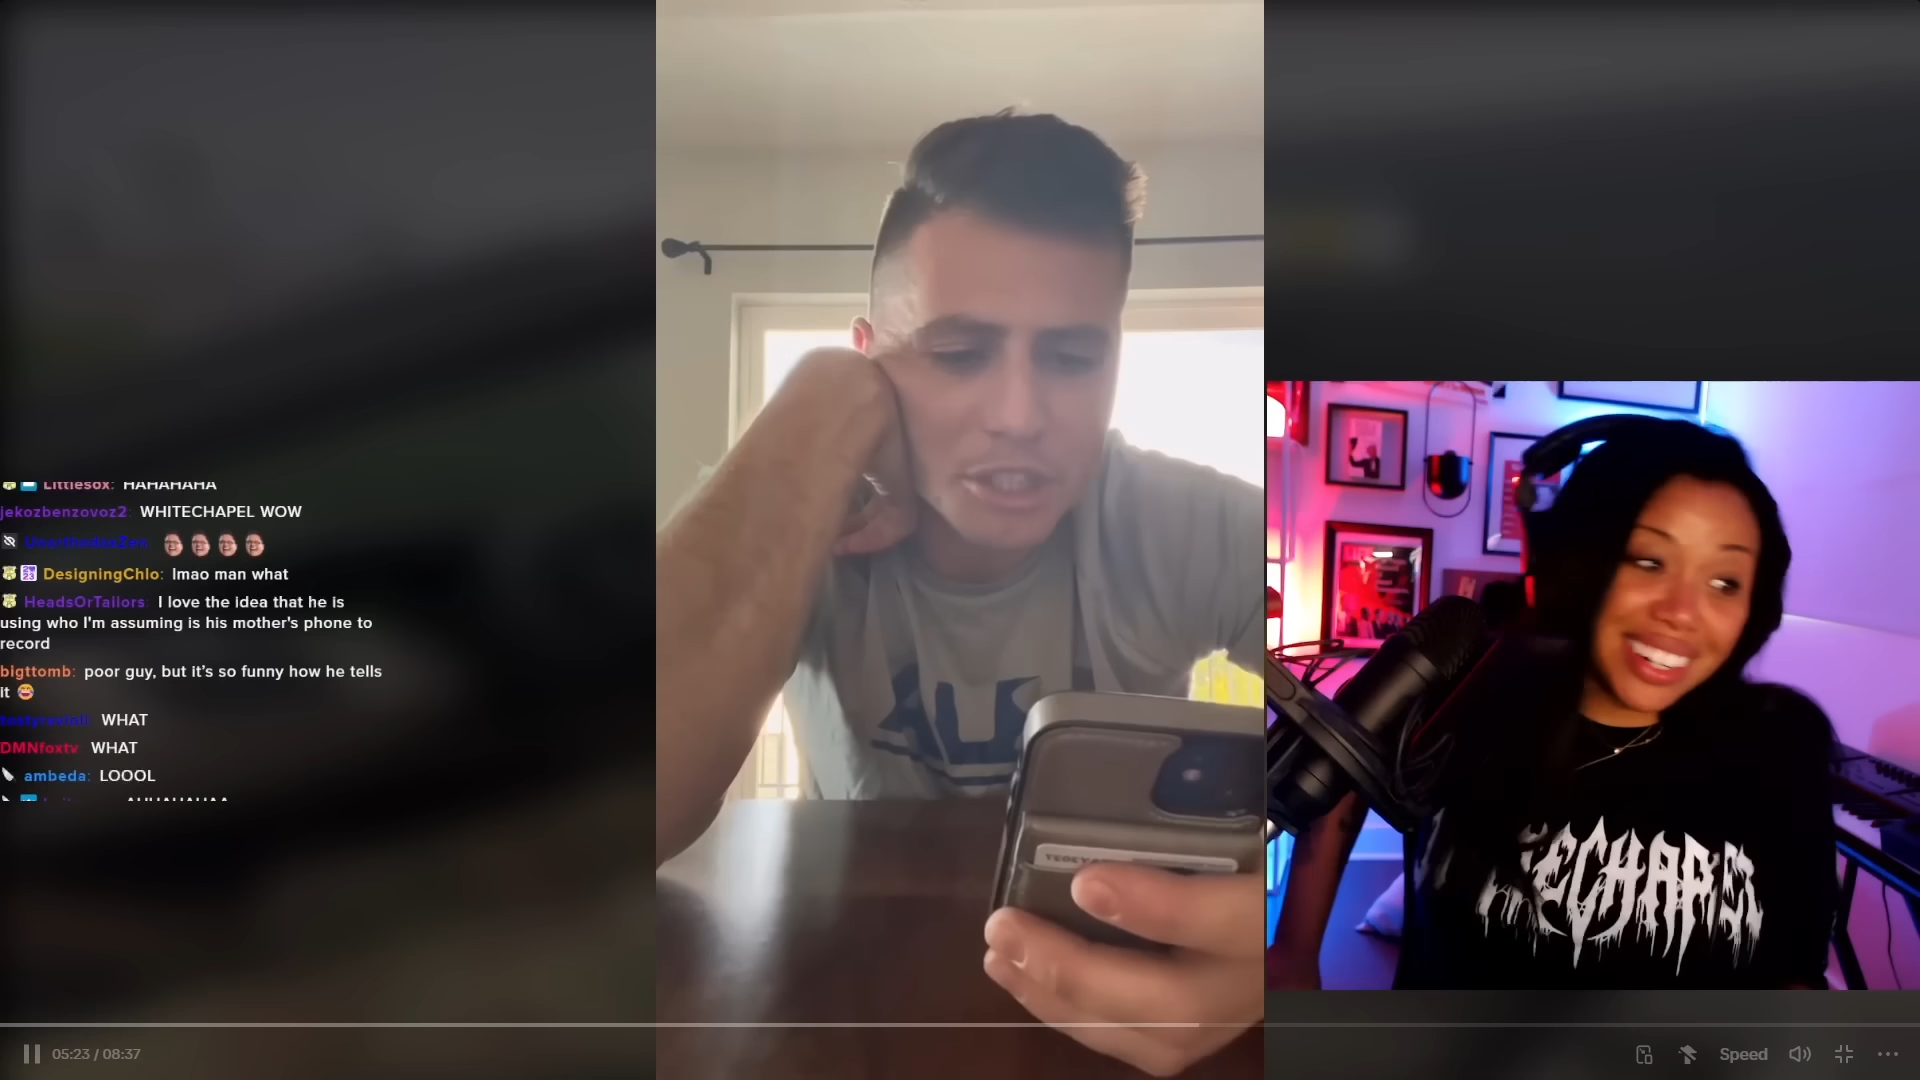 Littlesox: HAHAHAHA
jekozbenzovoz2: WHITECHAPEL WOW
UnorthodoxZen:
DesigningChlo: lmao man what
HeadsOrTailors: I love the idea that he is
using who I'm assuming is his mother's phone to
record
bigttomb: poor guy, but it's so funny how he tells
it
WHAT
DMNfoxtv WHAT
ambeda: LOOOL
05:23 / 08:37
Speed